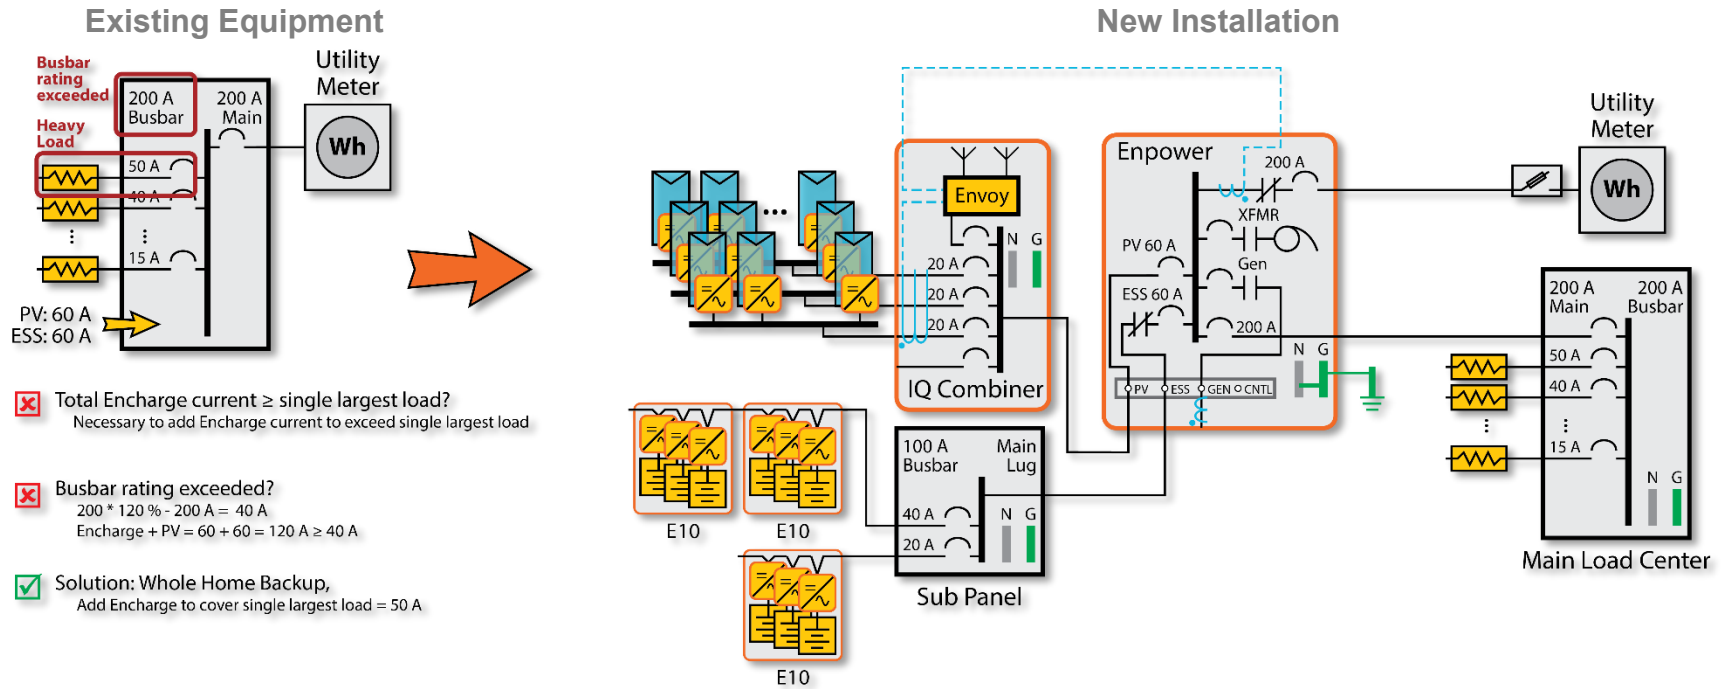 Existing Equipment
New Installation
Busbar
rating
exceeded
200 A
Busbar
200 A
Main
Utility
Meter
Wh
Heavy
Load
50 A
40 A
15 A
PV: 60 A
ESS: 60 A
Total Encharge current ≥ single largest load?
Necessary to add Encharge current to exceed single largest load
Busbar rating exceeded?
200 * 120 % - 200 A = 40 A
Encharge + PV = 60 + 60 = 120 A ≥ 40 A
Solution: Whole Home Backup,
Add Encharge to cover single largest load = 50 A
Envoy
N G
20 A
20 A
20 A
IQ Combiner
E10
E10
E10
100 A
Busbar
Main
Lug
40 A
20 A
N G
Sub Panel
Enpower
200 A
XFMR
PV 60 A
Gen
ESS 60 A
200 A
N G
PV
ESS
GEN
CNTL
Utility
Meter
Wh
200 A
Main
200 A
Busbar
50 A
40 A
15 A
N G
Main Load Center